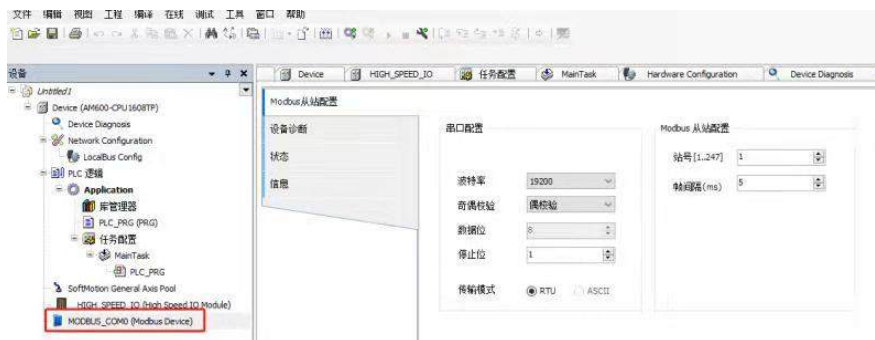 文件 编辑 视图 工程 编译 在线 调试 工具 窗口 帮助
设备
Device
HIGH_SPEED_IO
任务配置
MainTask
Hardware Configuration
Device Diagnosis
Untitled1
Device (AM600-CPU1608TP)
Device Diagnosis
Network Configuration
LocalBus Config
PLC 逻辑
Application
库管理器
PLC_PRG (PRG)
任务配置
MainTask
PLC_PRG
SoftMotion General Axis Pool
HIGH_SPEED_IO (High Speed IO Module)
MODBUS_COM0 (Modbus Device)
Modbus从站配置
设备诊断
状态
信息
串口配置
波特率 19200
奇偶校验 偶校验
数据位 8
停止位 1
传输模式 RTU ASCII
Modbus 从站配置
站号[1..247] 1
帧间隔(ms) 5